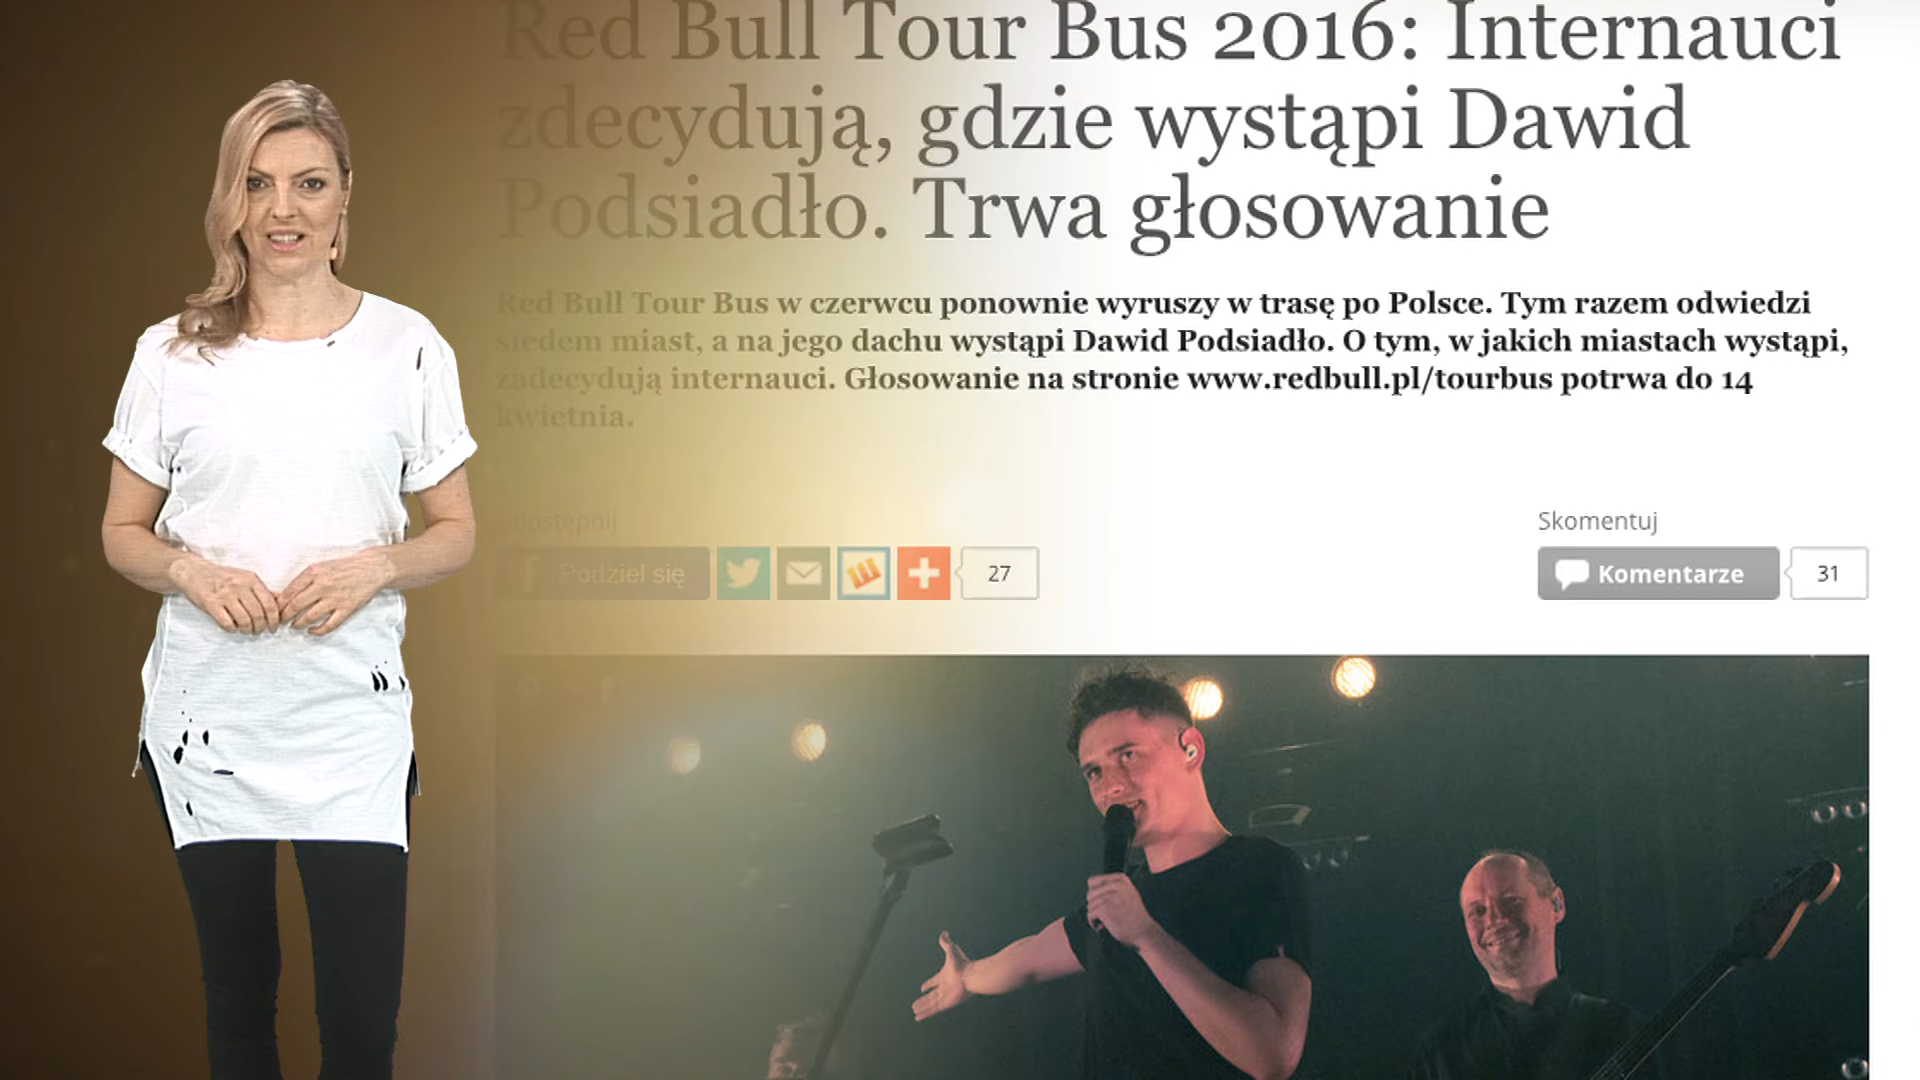 Red Bull Tour Bus 2016: Internauci
zdecydują, gdzie wystąpi Dawid
Podsiadło. Trwa głosowanie
Red Bull Tour Bus w czerwcu ponownie wyruszy w trasę po Polsce. Tym razem odwiedzi
siedem miast, a na jego dachu wystąpi Dawid Podsiadło. O tym, w jakich miastach wystąpi,
zadecydują internauci. Głosowanie na stronie www.redbull.pl/tourbus potrwa do 14
kwietnia.
Udostępnij
Skomentuj
f Podziel się
27
Komentarze
31